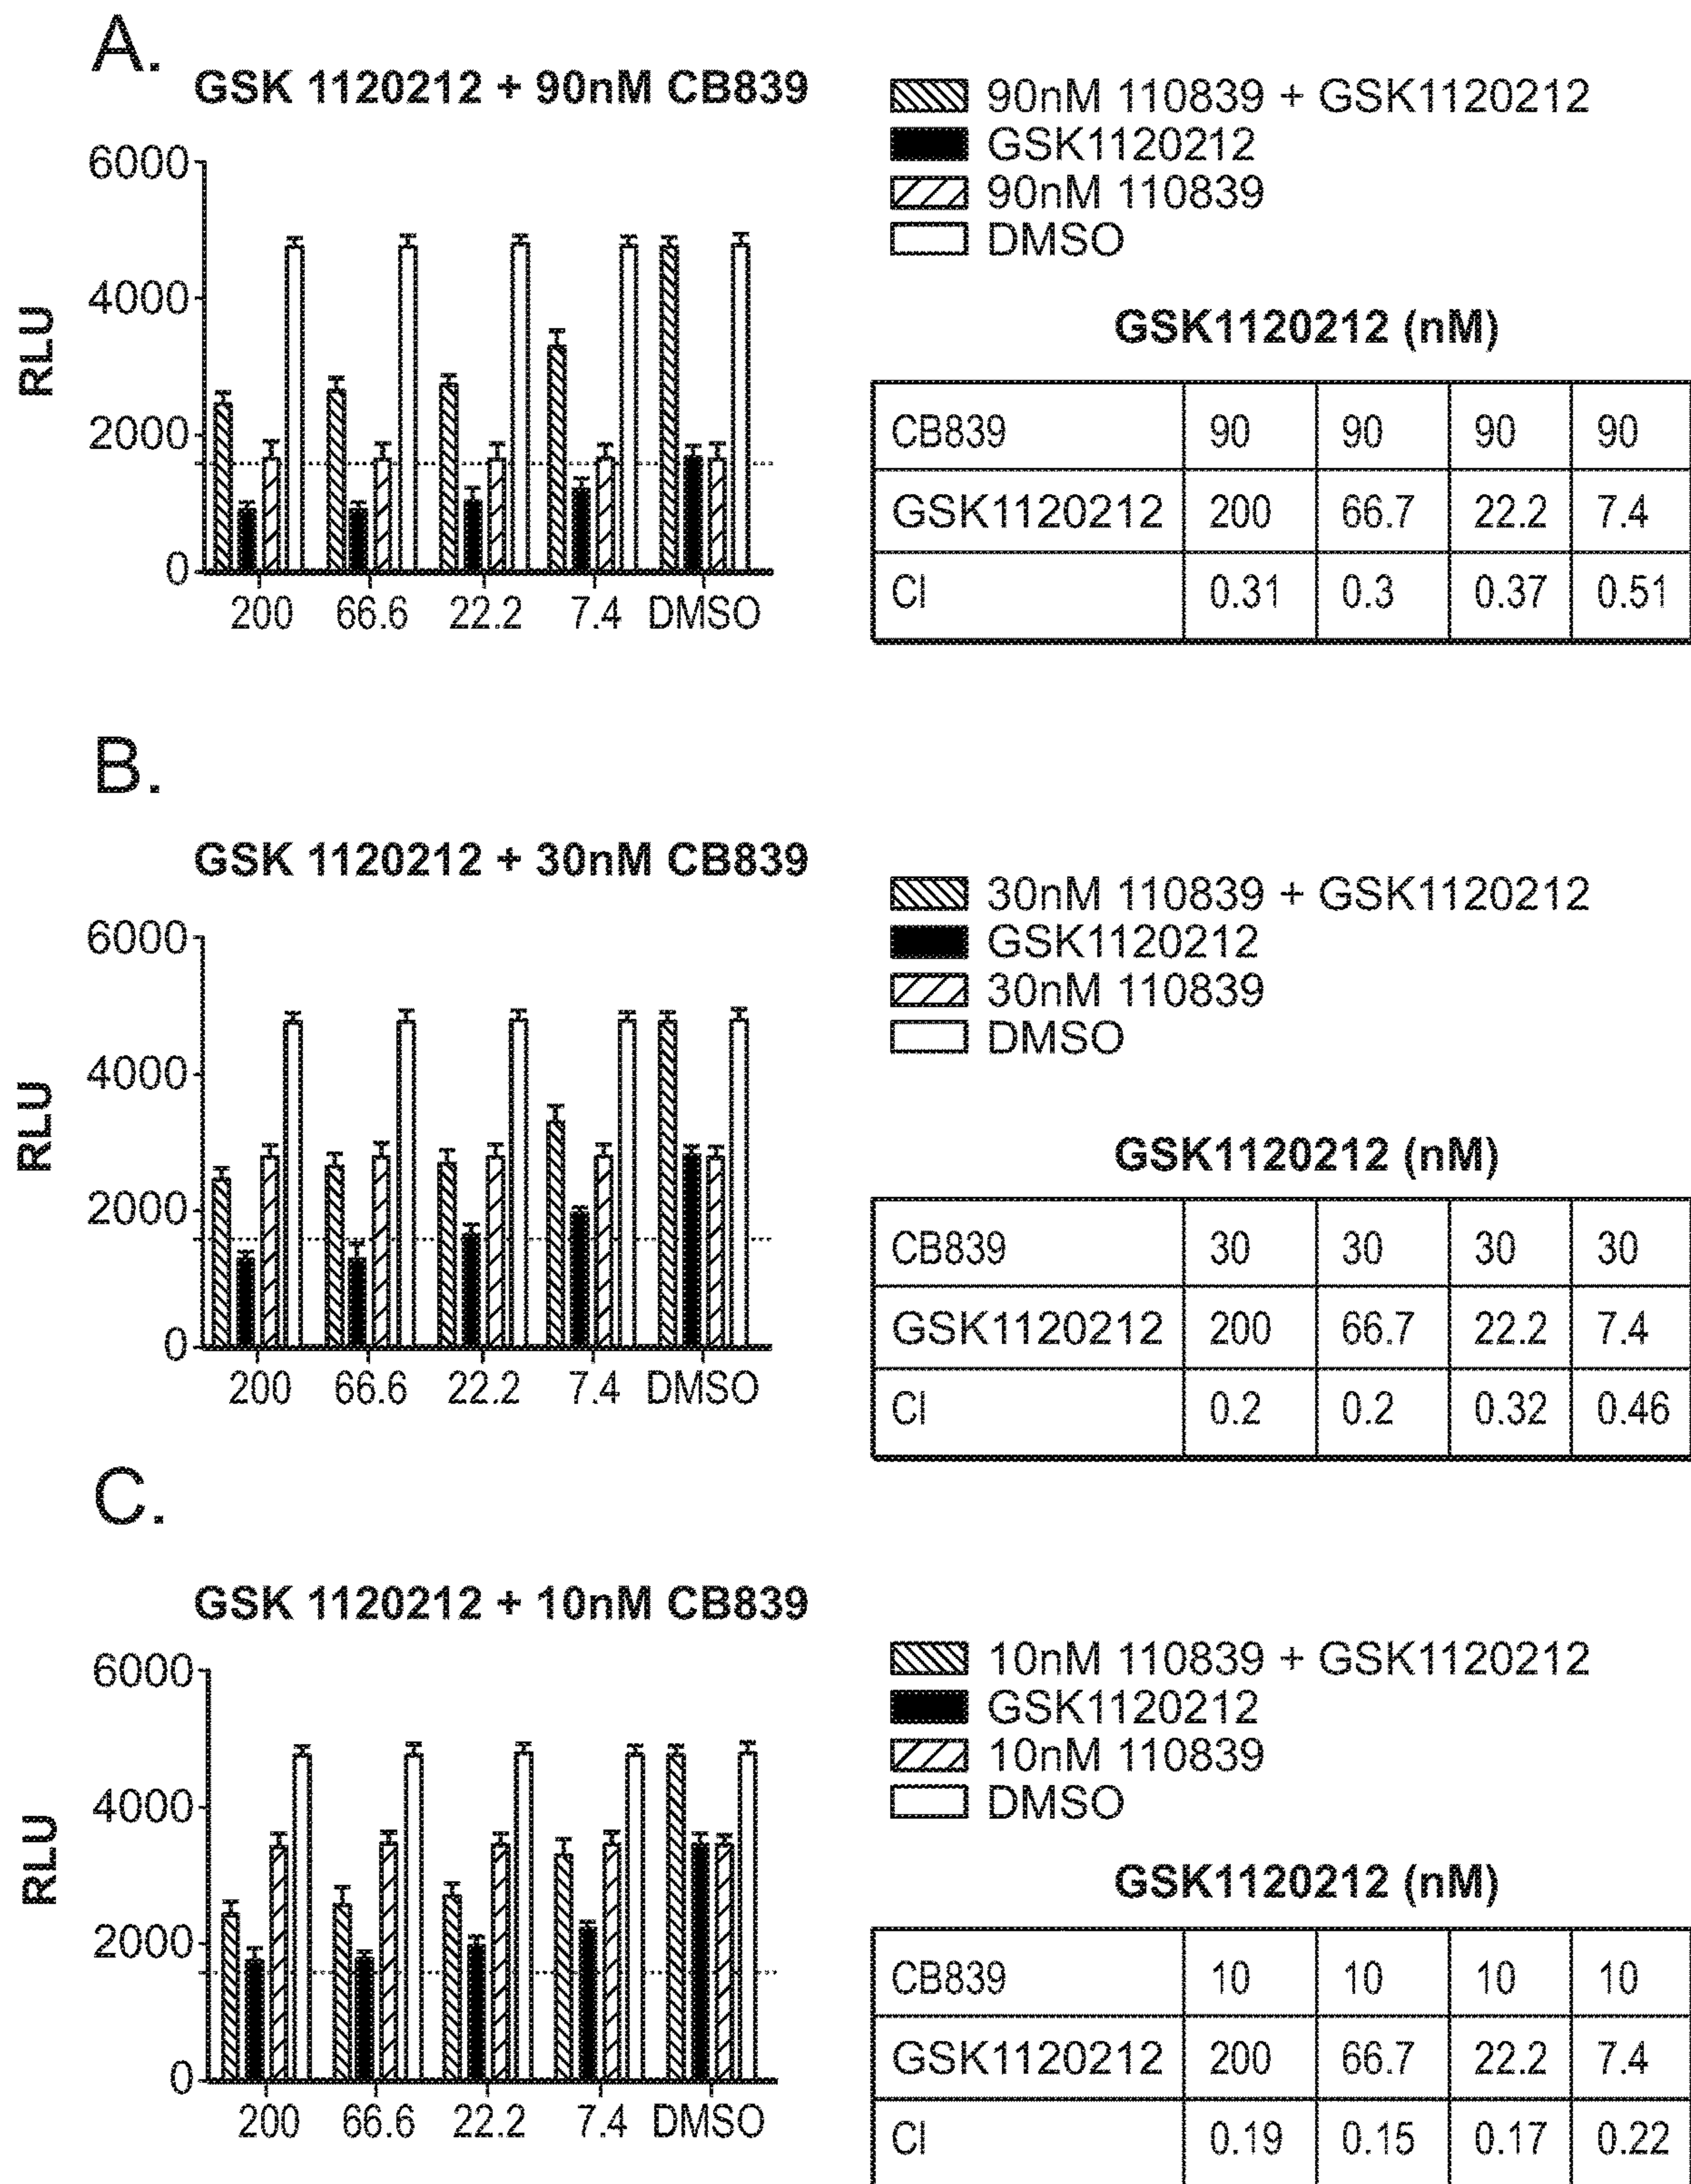 A.
GSK 1120212 + 90nM CB839
RLU
6000
4000
2000
0
200 66.6 22.2 7.4 DMSO
90nM 110839 + GSK1120212
GSK1120212
90nM 110839
DMSO
GSK1120212 (nM)
CB839 90 90 90 90
GSK1120212 200 66.7 22.2 7.4
CI 0.31 0.3 0.37 0.51
B.
GSK 1120212 + 30nM CB839
RLU
6000
4000
2000
0
200 66.6 22.2 7.4 DMSO
30nM 110839 + GSK1120212
GSK1120212
30nM 110839
DMSO
GSK1120212 (nM)
CB839 30 30 30 30
GSK1120212 200 66.7 22.2 7.4
CI 0.2 0.2 0.32 0.46
C.
GSK 1120212 + 10nM CB839
RLU
6000
4000
2000
0
200 66.6 22.2 7.4 DMSO
10nM 110839 + GSK1120212
GSK1120212
10nM 110839
DMSO
GSK1120212 (nM)
CB839 10 10 10 10
GSK1120212 200 66.7 22.2 7.4
CI 0.19 0.15 0.17 0.22